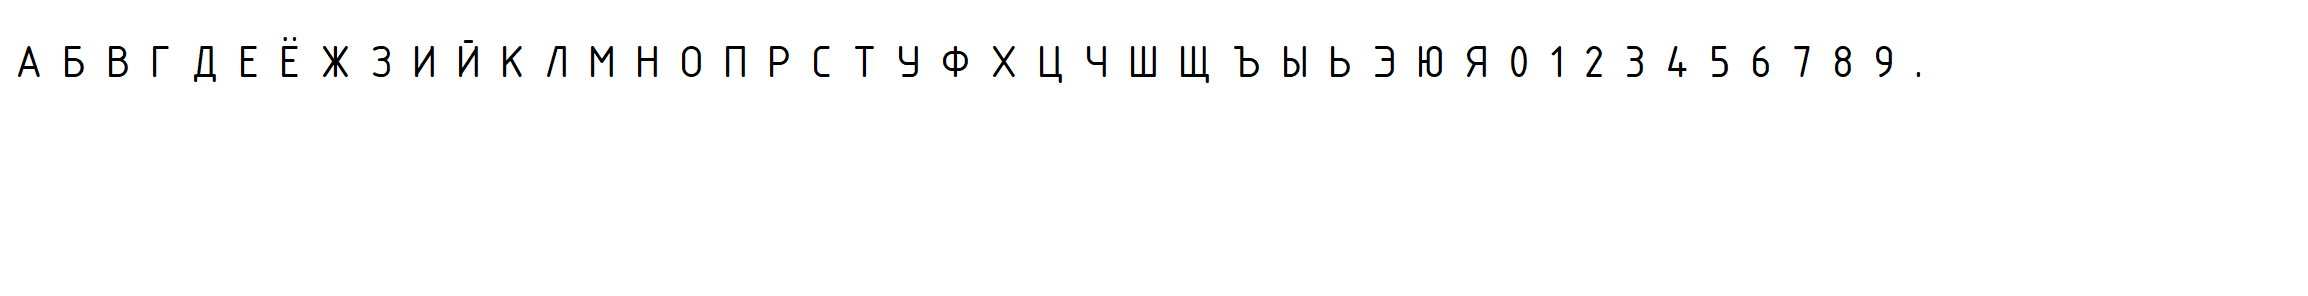 А Б В Г Д Е Ё Ж З И Й К Л М Н О П Р С Т У Ф Х Ц Ч Ш Щ Ъ Ы Ь Э Ю Я 0 1 2 3 4 5 6 7 8 9 .